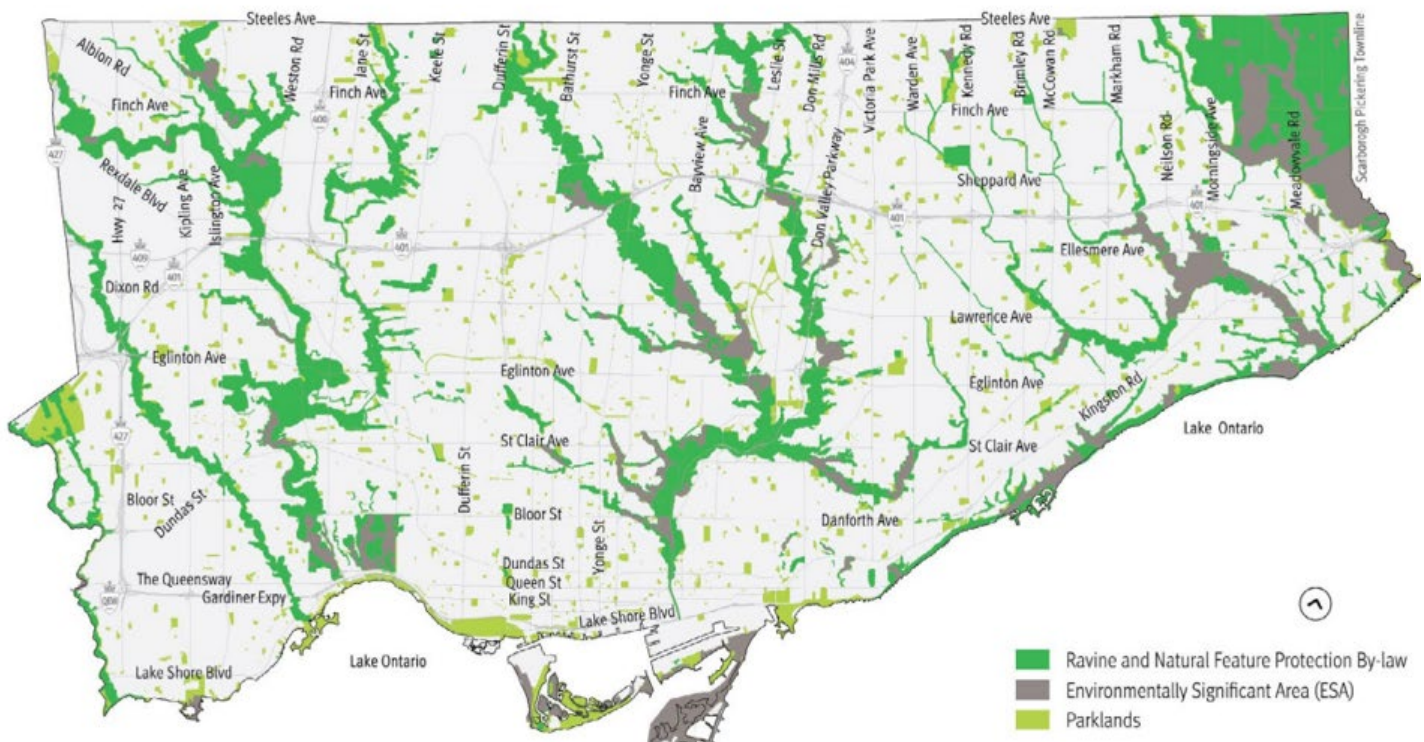 Steeles Ave
Steeles Ave
Albion Rd
Weston Rd
Jane St
Keele St
Dufferin St
Bathurst St
Yonge St
Leslie St
Don Mills Rd
404
Victoria Park Ave
Warden Ave
Kennedy Rd
Brimley Rd
McCowan Rd
Markham Rd
Scarborough Pickering Townline
Finch Ave
Finch Ave
Finch Ave
Finch Ave
400
427
Rexdale Blvd
Hwy 27
Kipling Ave
Islington Ave
Bayview Ave
Don Valley Parkway
Sheppard Ave
Neilson Rd
Morningside Ave
Meadowvale Rd
401
401
401
401
409
Dixon Rd
Ellesmere Ave
Lawrence Ave
Eglinton Ave
Eglinton Ave
Eglinton Ave
Kingston Rd
427
St Clair Ave
St Clair Ave
Lake Ontario
Dufferin St
Bloor St
Dundas St
Bloor St
Yonge St
Danforth Ave
Dundas St
Queen St
King St
The Queensway
Gardiner Expy
QEW
Lake Shore Blvd
Lake Shore Blvd
Lake Ontario
Ravine and Natural Feature Protection By-law
Environmentally Significant Area (ESA)
Parklands